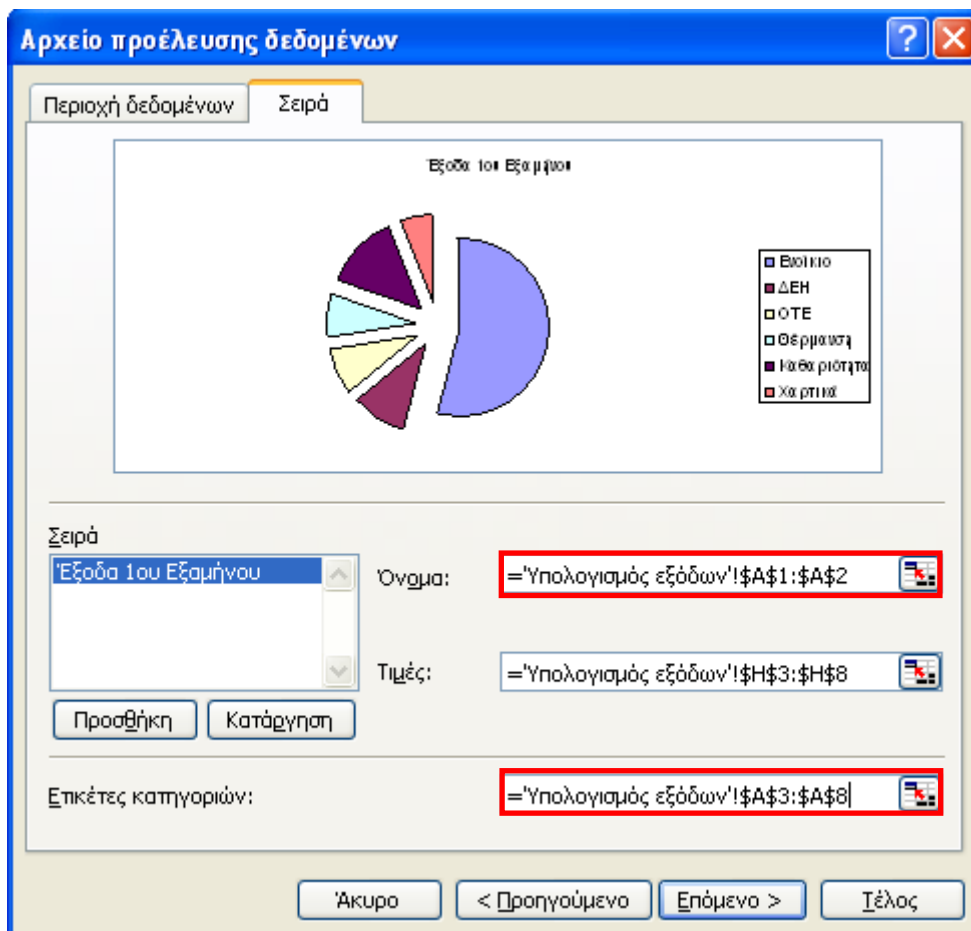 Αρχείο προέλευσης δεδομένων
Περιοχή δεδομένων
Σειρά
Έξοδα 1ου Εξαμήνου
Ενοίκιο
ΔΕΗ
ΟΤΕ
Θέρμανση
Καθαριότητα
Χαρτικά
Σειρά
Έξοδα 1ου Εξαμήνου
Όνομα:
='Υπολογισμός εξόδων'!$A$1:$A$2
Τιμές:
='Υπολογισμός εξόδων'!$H$3:$H$8
Προσθήκη
Κατάργηση
Ετικέτες κατηγοριών:
='Υπολογισμός εξόδων'!$A$3:$A$8
Άκυρο
< Προηγούμενο
Επόμενο >
Τέλος